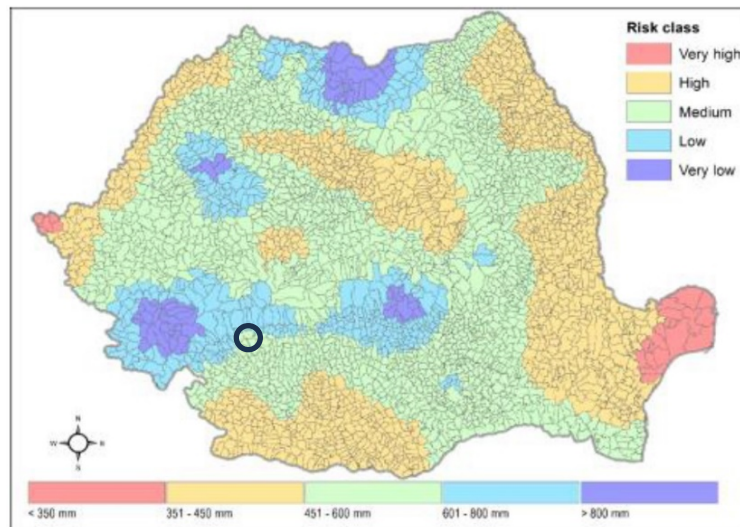 Risk class
Very high
High
Medium
Low
Very low
N
W
S
< 350 mm
351 - 450 mm
451 - 600 mm
601 - 800 mm
> 800 mm